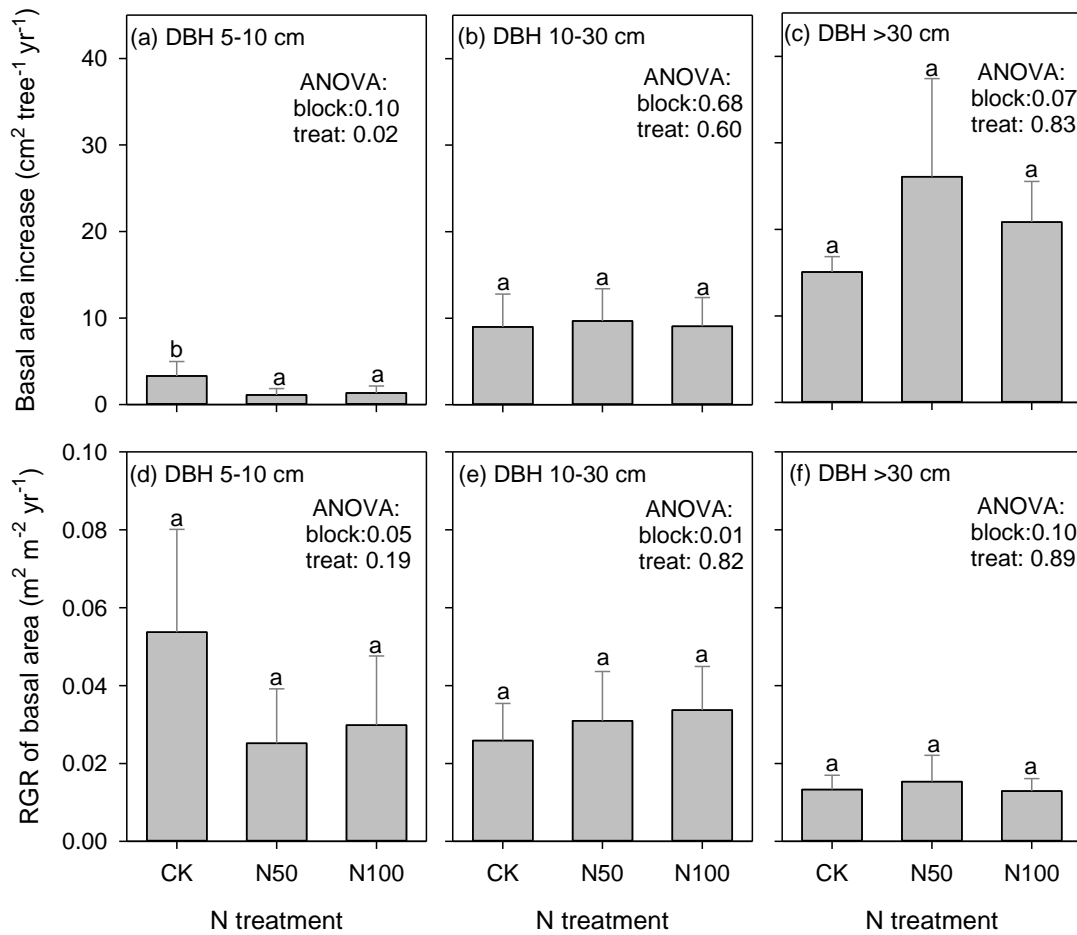 (a) DBH 5-10 cm
ANOVA:
block:0.10
treat: 0.02
b
a
a
40
30
20
10
0
Basal area increase (cm² tree⁻¹ yr⁻¹)
(b) DBH 10-30 cm
ANOVA:
block:0.68
treat: 0.60
a
a
a
(c) DBH >30 cm
ANOVA:
block:0.07
treat: 0.83
a
a
a
(d) DBH 5-10 cm
ANOVA:
block:0.05
treat: 0.19
a
a
a
0.10
0.08
0.06
0.04
0.02
0.00
RGR of basal area (m² m⁻² yr⁻¹)
CK N50 N100
N treatment
(e) DBH 10-30 cm
ANOVA:
block:0.01
treat: 0.82
a
a
a
CK N50 N100
N treatment
(f) DBH >30 cm
ANOVA:
block:0.10
treat: 0.89
a
a
a
CK N50 N100
N treatment